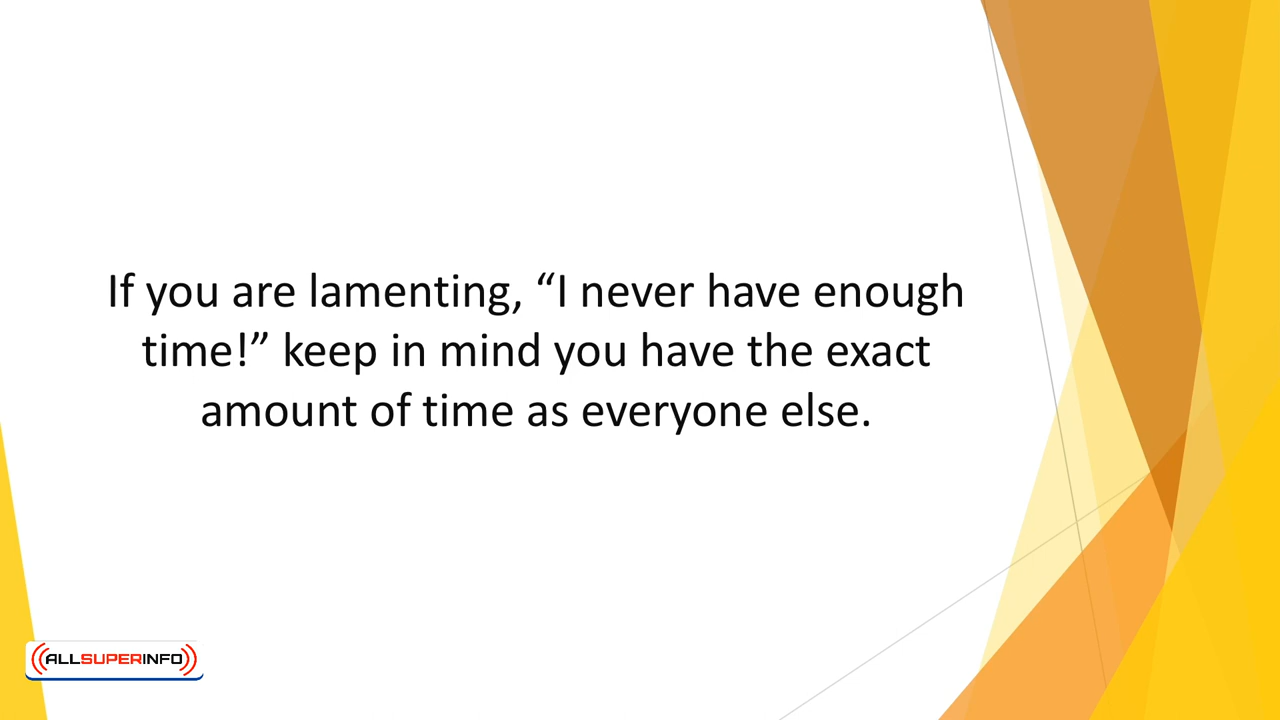 If you are lamenting, “I never have enough
time!” keep in mind you have the exact
amount of time as everyone else.
ALLSUPERINFO